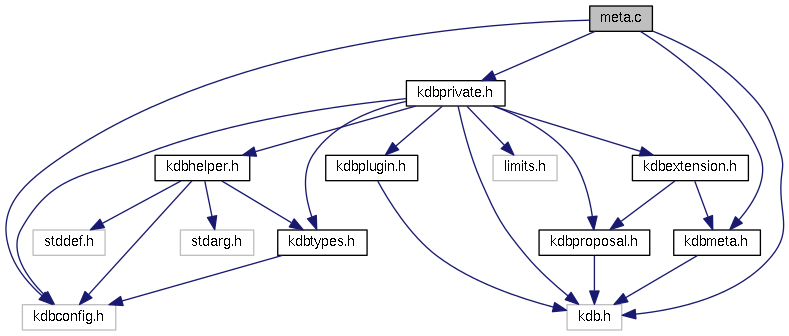 meta.c
kdbprivate.h
kdbhelper.h
kdbplugin.h
limits.h
kdbextension.h
stddef.h
stdarg.h
kdbtypes.h
kdbproposal.h
kdbmeta.h
kdbconfig.h
kdb.h